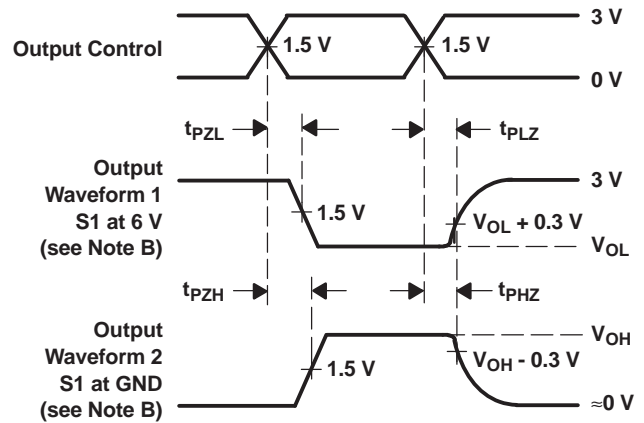 3 V
Output Control
1.5 V
1.5 V
0 V
tPZL
tPLZ
Output
Waveform 1
S1 at 6 V
(see Note B)
3 V
1.5 V
VOL + 0.3 V
VOL
tPZH
tPHZ
Output
Waveform 2
S1 at GND
(see Note B)
VOH
1.5 V
VOH - 0.3 V
≈0 V